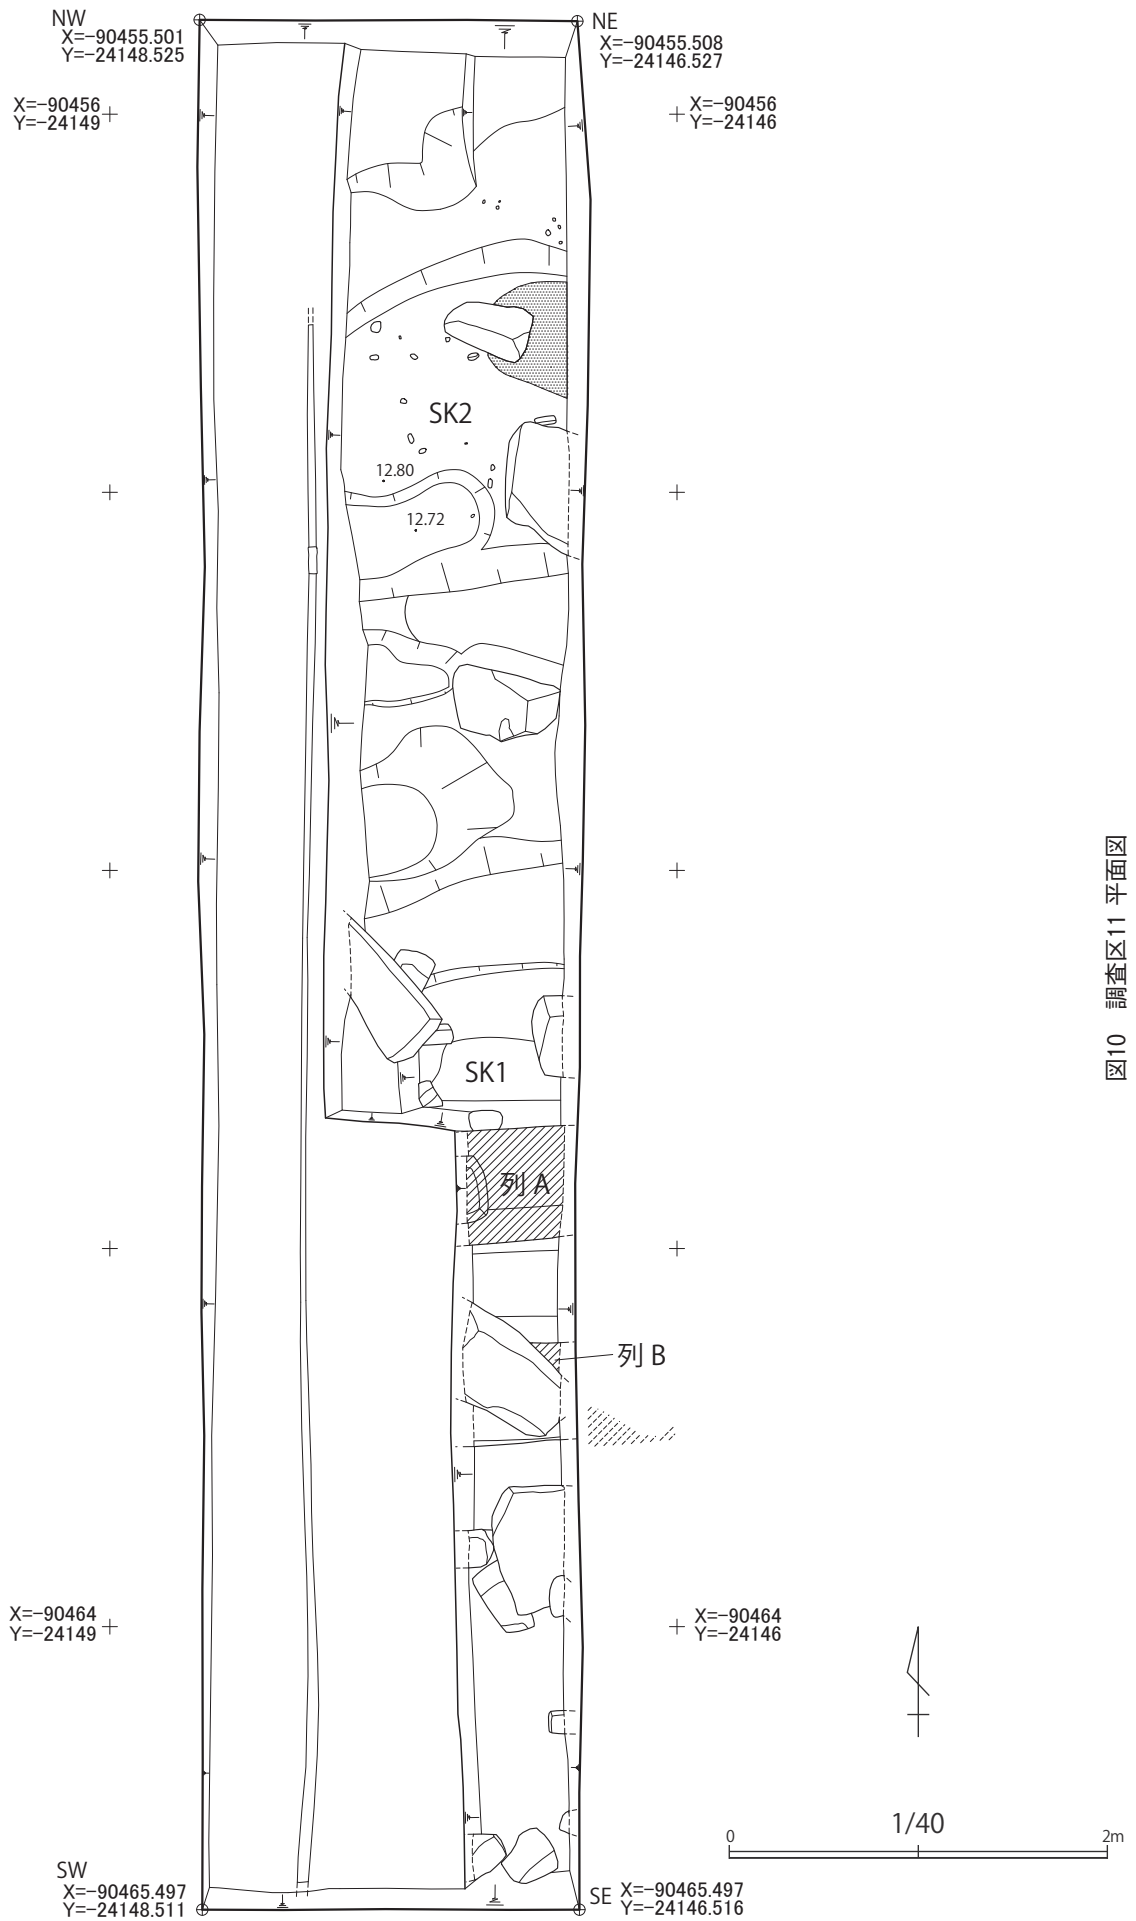 NW
X=-90455.501
Y=-24148.525
NE
X=-90455.508
Y=-24146.527
X=-90456
Y=-24149
X=-90456
Y=-24146
SK2
12.80
12.72
図10 調査区11 平面図
SK1
列 A
列 B
X=-90464
Y=-24149
X=-90464
Y=-24146
1/40
0
2m
SW
X=-90465.497
Y=-24148.511
SE
X=-90465.497
Y=-24146.516